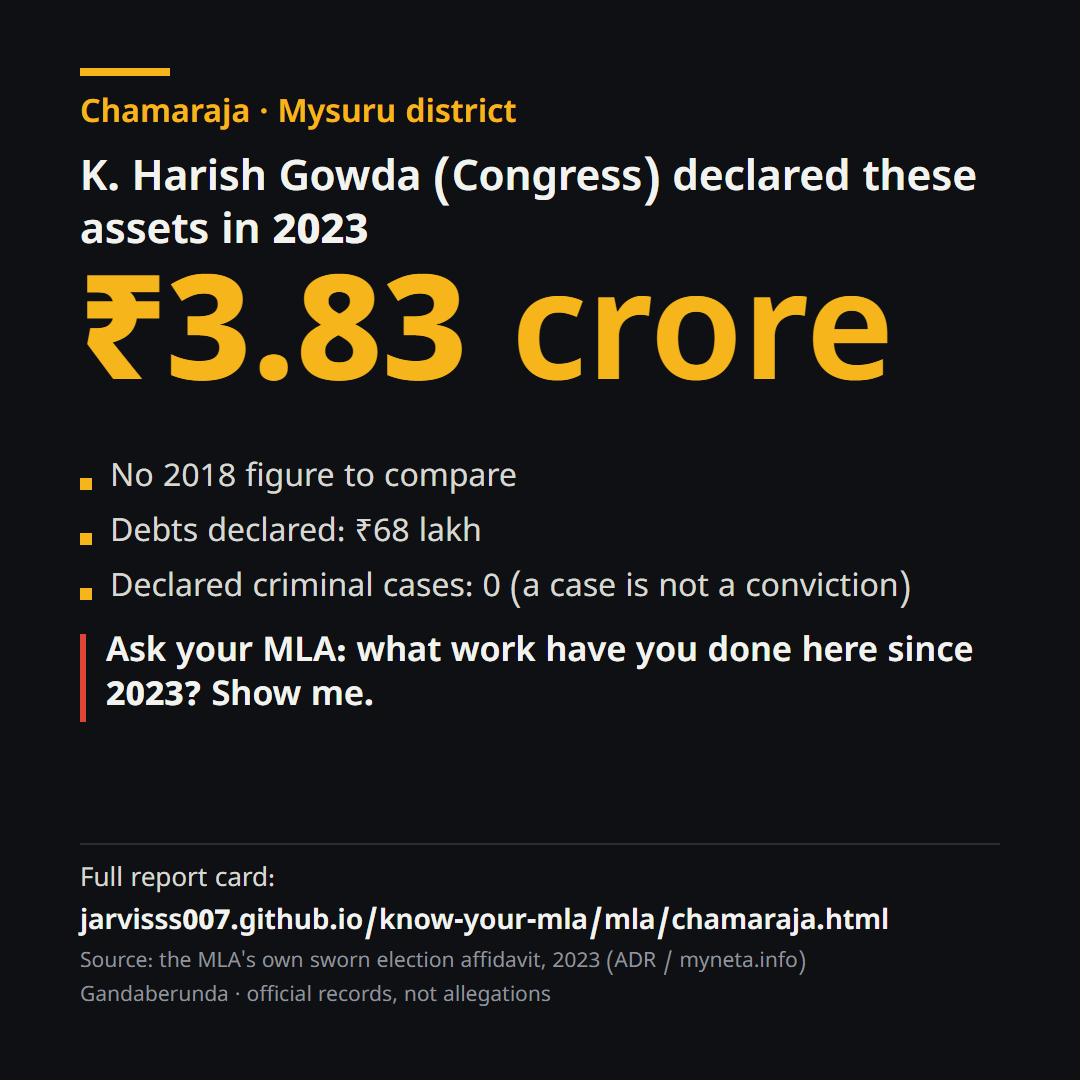 Chamaraja · Mysuru district
K. Harish Gowda (Congress) declared these
assets in 2023
₹3.83 crore
No 2018 figure to compare
Debts declared: ₹68 lakh
Declared criminal cases: 0 (a case is not a conviction)
Ask your MLA: what work have you done here since
2023? Show me.
Full report card:
jarvisss007.github.io/know-your-mla/mla/chamaraja.html
Source: the MLA's own sworn election affidavit, 2023 (ADR / myneta.info)
Gandaberunda · official records, not allegations